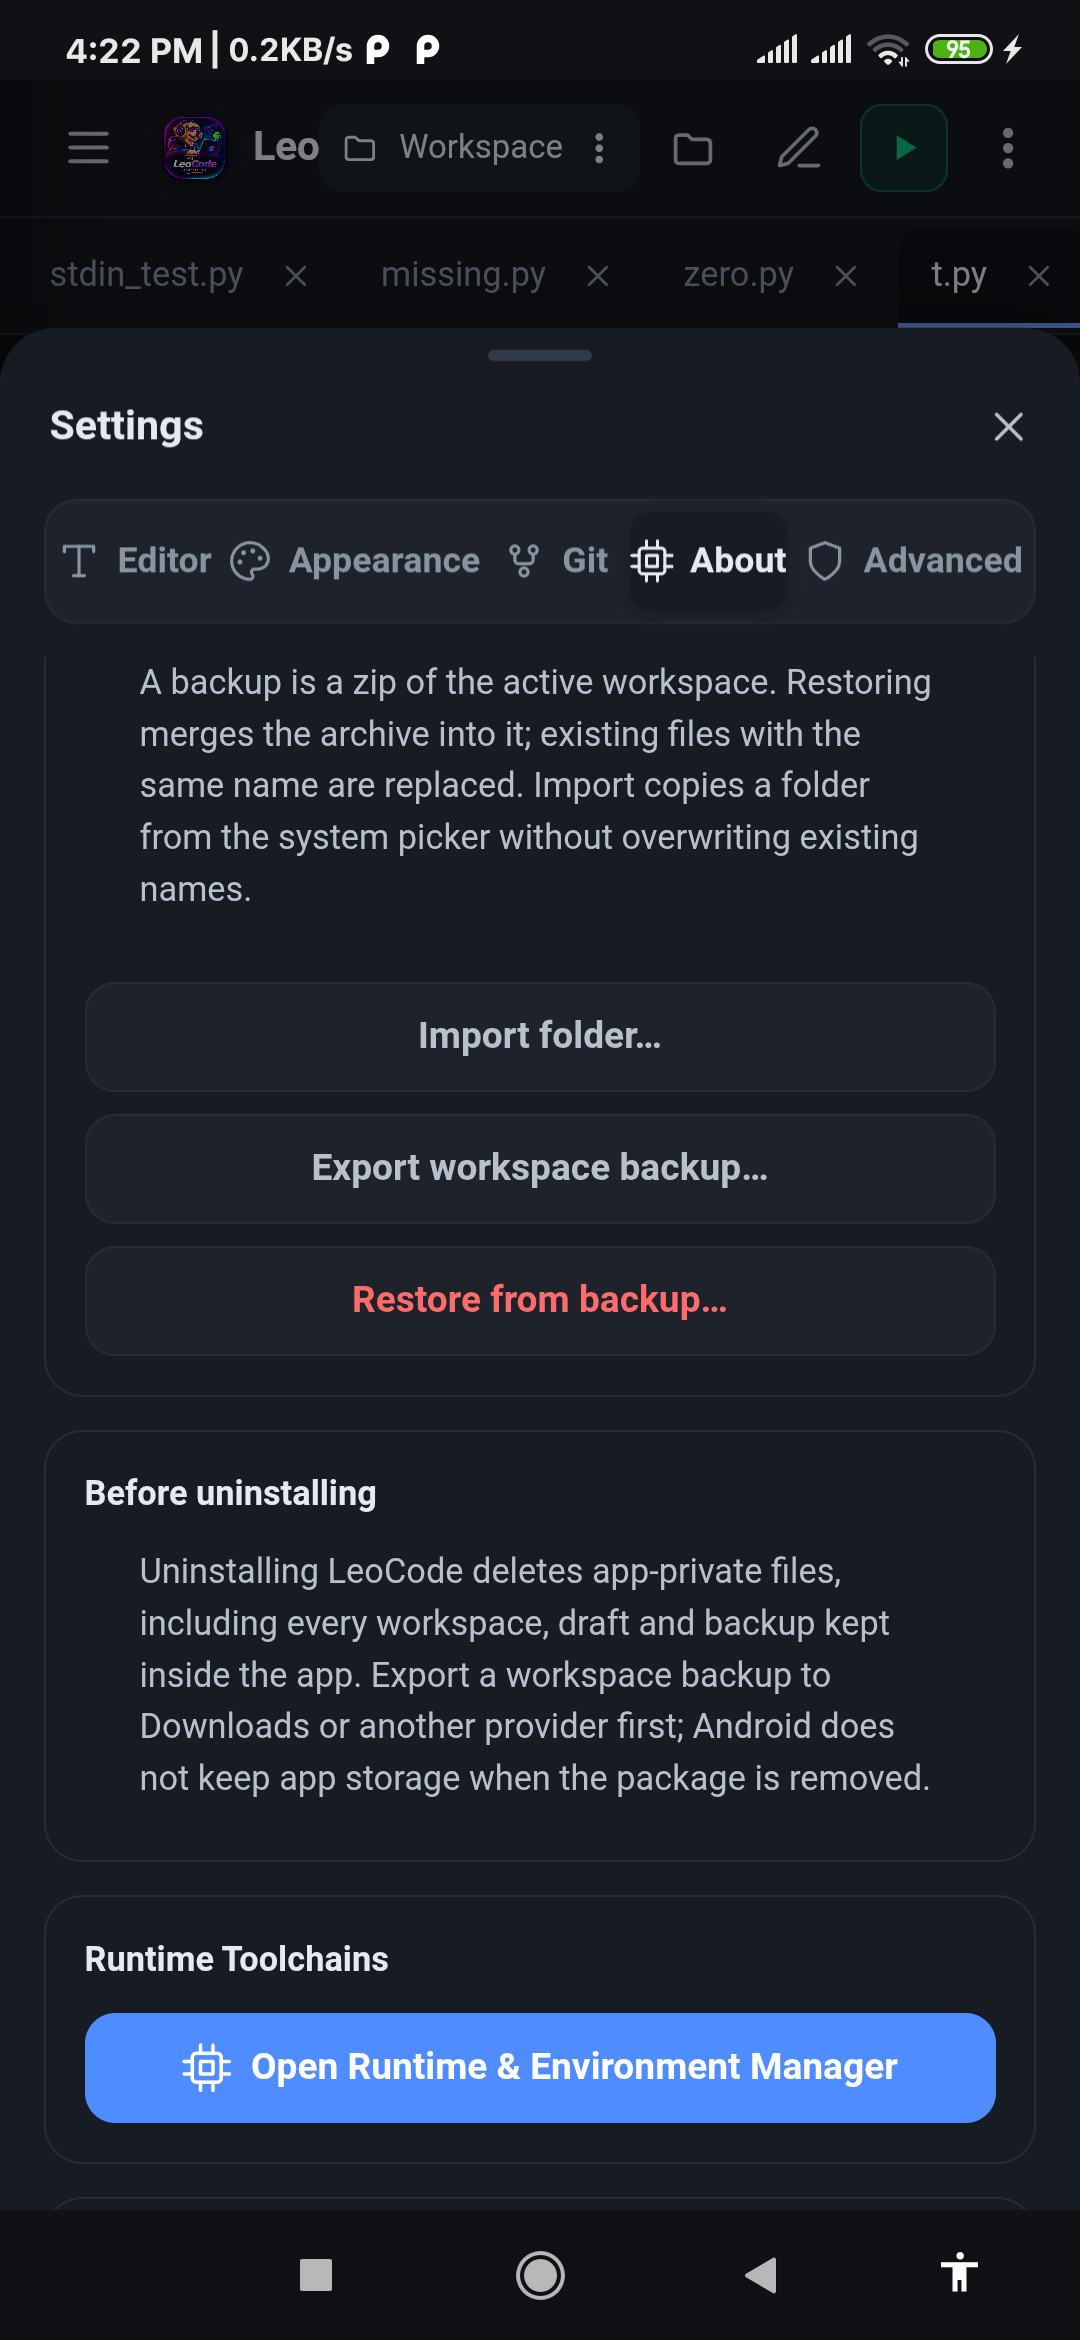 4:22 PM | 0.2KB/s
95
LeoCode
Leo
Workspace
stdin_test.py
missing.py
zero.py
t.py
Settings
Editor
Appearance
Git
About
Advanced
A backup is a zip of the active workspace. Restoring
merges the archive into it; existing files with the
same name are replaced. Import copies a folder
from the system picker without overwriting existing
names.
Import folder…
Export workspace backup…
Restore from backup…
Before uninstalling
Uninstalling LeoCode deletes app-private files,
including every workspace, draft and backup kept
inside the app. Export a workspace backup to
Downloads or another provider first; Android does
not keep app storage when the package is removed.
Runtime Toolchains
Open Runtime & Environment Manager